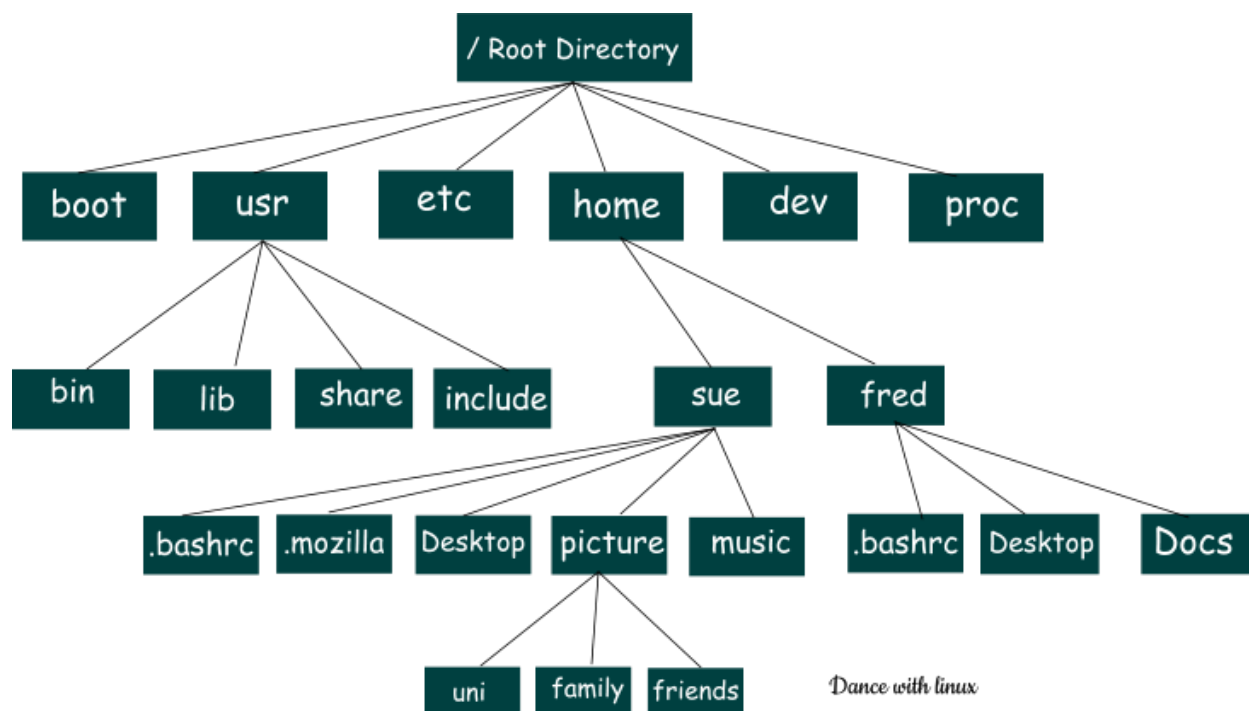 / Root Directory
boot
usr
etc
home
dev
proc
bin
lib
share
include
sue
fred
.bashrc
.mozilla
Desktop
picture
music
.bashrc
Desktop
Docs
uni
family
friends
Dance with linux